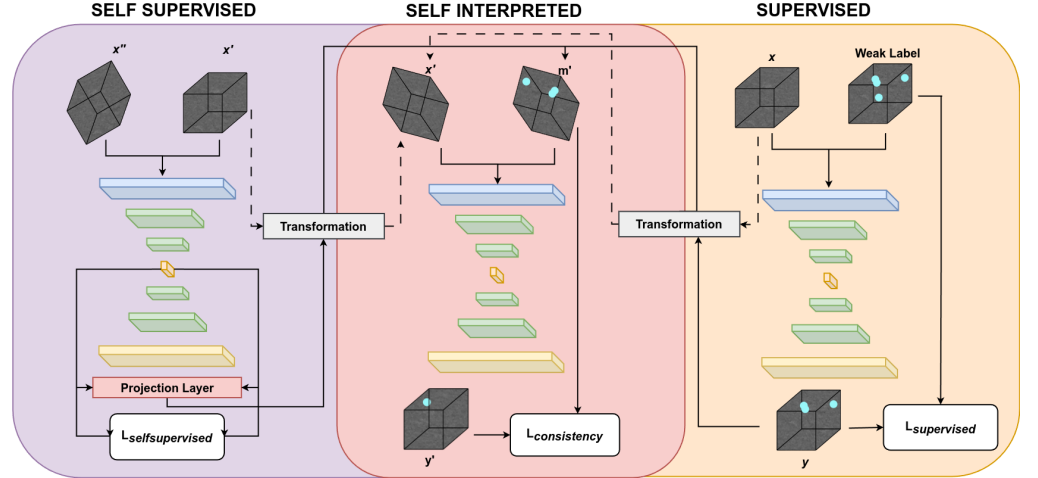 SELF SUPERVISED
SELF INTERPRETED
SUPERVISED
x''
x'
x'
m'
x
Weak Label
Transformation
Transformation
Projection Layer
Lselfsupervised
y'
Lconsistency
y
Lsupervised